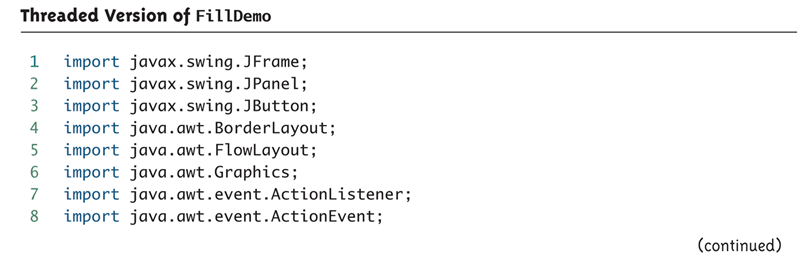 Threaded Version of FillDemo
1 import javax.swing.JFrame;
2 import javax.swing.JPanel;
3 import javax.swing.JButton;
4 import java.awt.BorderLayout;
5 import java.awt.FlowLayout;
6 import java.awt.Graphics;
7 import java.awt.event.ActionListener;
8 import java.awt.event.ActionEvent;
(continued)